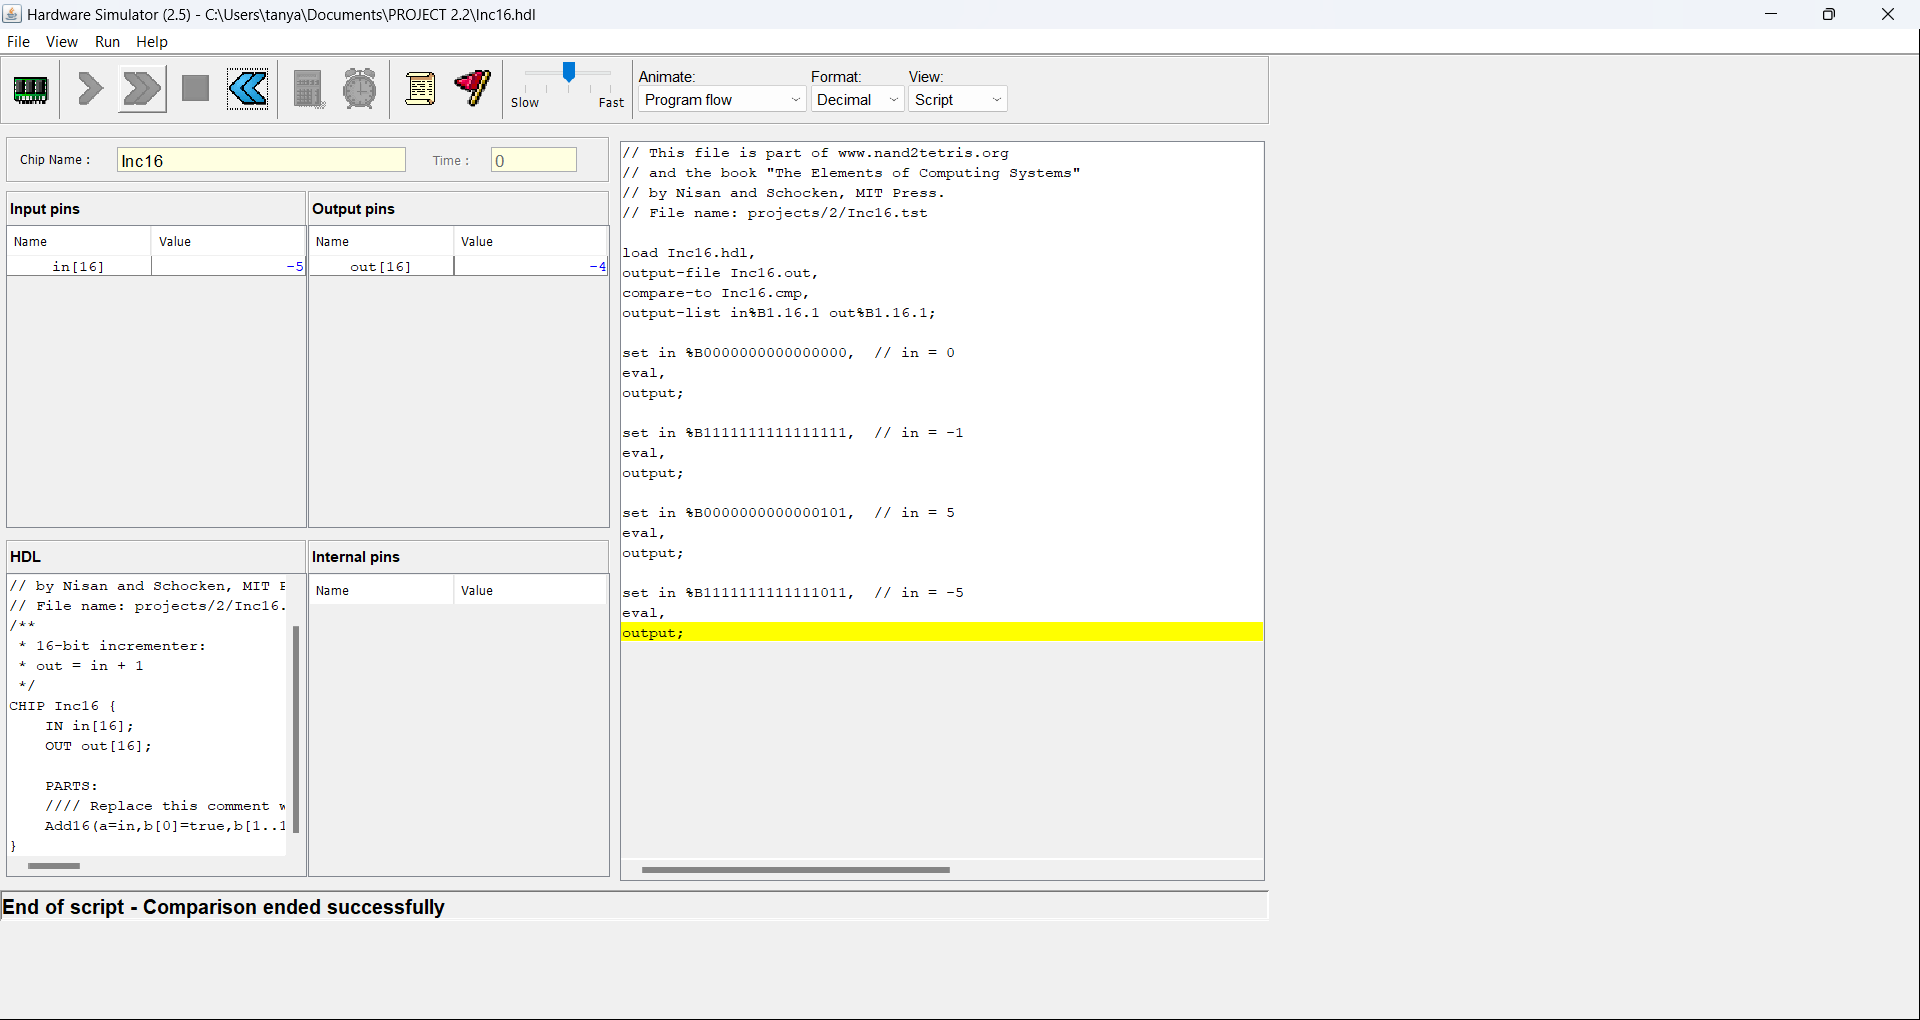 Hardware Simulator (2.5) - C:\Users\tanya\Documents\PROJECT 2.2\Inc16.hdl
File View Run Help
Slow Fast
Animate: Format: View:
Program flow Decimal Script
Chip Name : Inc16 Time : 0
Input pins
Name Value
in[16] -5
Output pins
Name Value
out[16] -4
HDL
// by Nisan and Schocken, MIT
// File name: projects/2/Inc16.
/**
* 16-bit incrementer:
* out = in + 1
*/
CHIP Inc16 {
IN in[16];
OUT out[16];
PARTS:
//// Replace this comment
Add16(a=in,b[0]=true,b[1..1
}
Internal pins
Name Value
// This file is part of www.nand2tetris.org
// and the book "The Elements of Computing Systems"
// by Nisan and Schocken, MIT Press.
// File name: projects/2/Inc16.tst
load Inc16.hdl,
output-file Inc16.out,
compare-to Inc16.cmp,
output-list in%B1.16.1 out%B1.16.1;
set in %B0000000000000000, // in = 0
eval,
output;
set in %B1111111111111111, // in = -1
eval,
output;
set in %B0000000000000101, // in = 5
eval,
output;
set in %B1111111111111011, // in = -5
eval,
output;
End of script - Comparison ended successfully